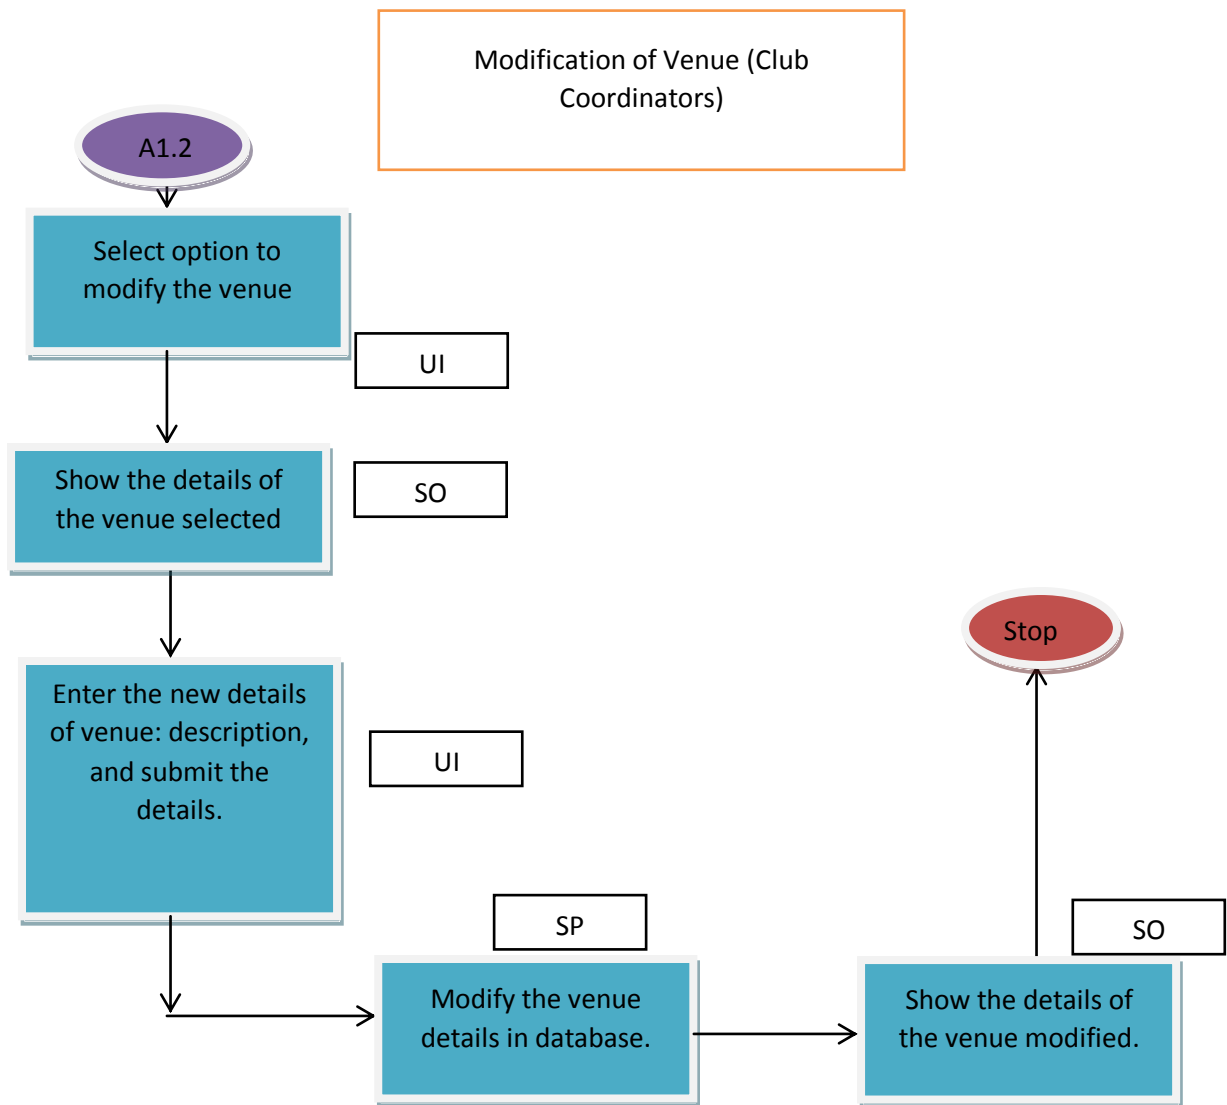 Modification of Venue (Club
Coordinators)
A1.2
Select option to
modify the venue
UI
Show the details of
the venue selected
SO
Enter the new details
of venue: description,
and submit the
details.
UI
SP
Modify the venue
details in database.
SO
Show the details of
the venue modified.
Stop